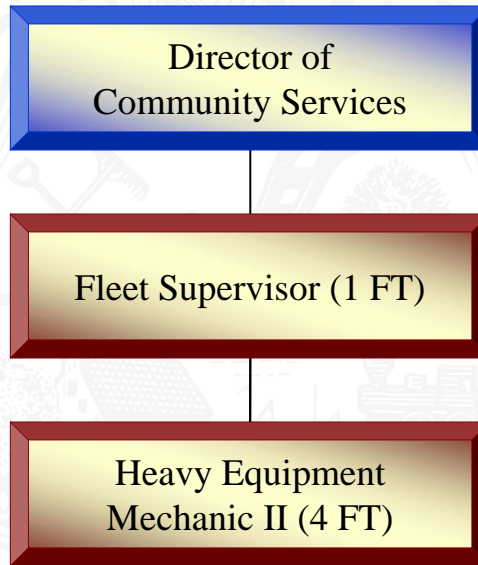 Director of
Community Services
Fleet Supervisor (1 FT)
Heavy Equipment
Mechanic II (4 FT)